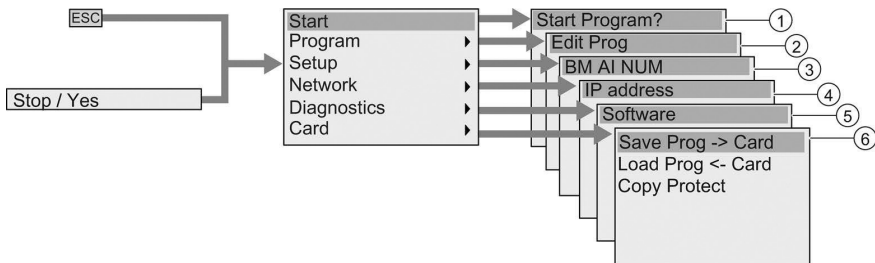 ESC
Stop / Yes
Start
Program
Setup
Network
Diagnostics
Card
Start Program?
1
Edit Prog
2
BM AI NUM
3
IP address
4
Software
5
Save Prog -> Card
6
Load Prog <- Card
Copy Protect